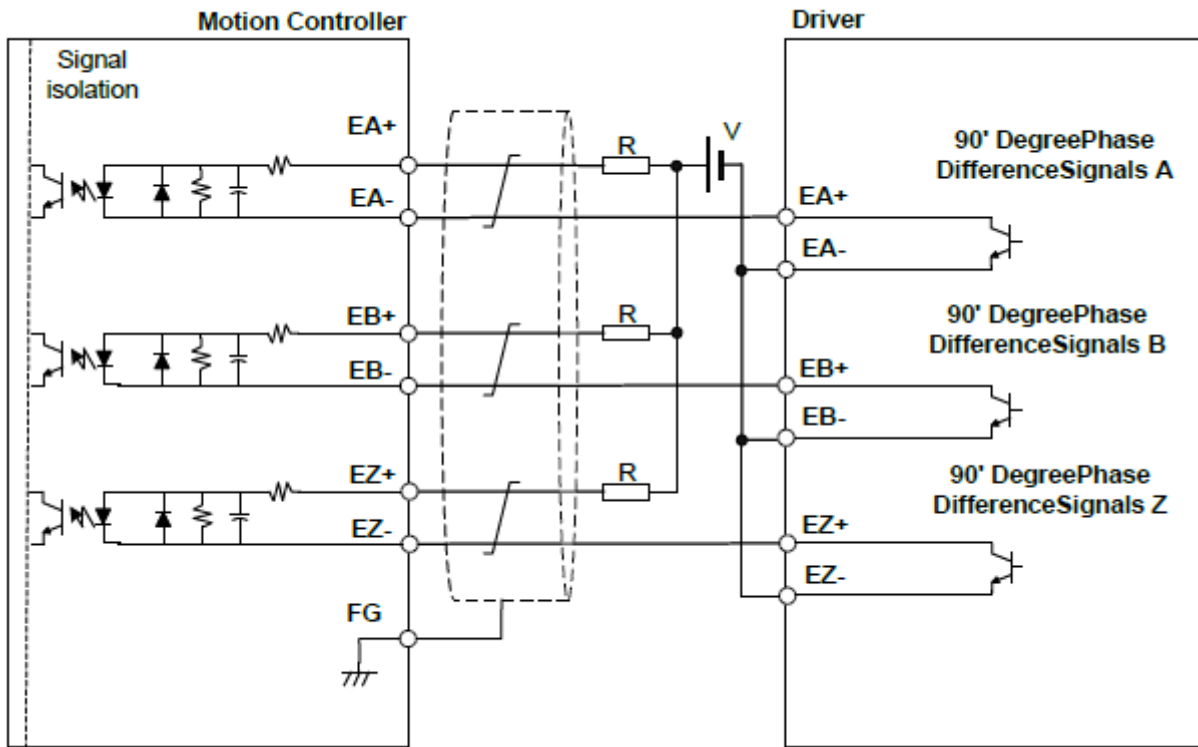 Motion Controller
Driver
Signal
isolation
EA+
EA-
R
V
EA+
EA-
90' DegreePhase
DifferenceSignals A
EB+
EB-
R
EB+
EB-
90' DegreePhase
DifferenceSignals B
EZ+
EZ-
R
EZ+
EZ-
90' DegreePhase
DifferenceSignals Z
FG